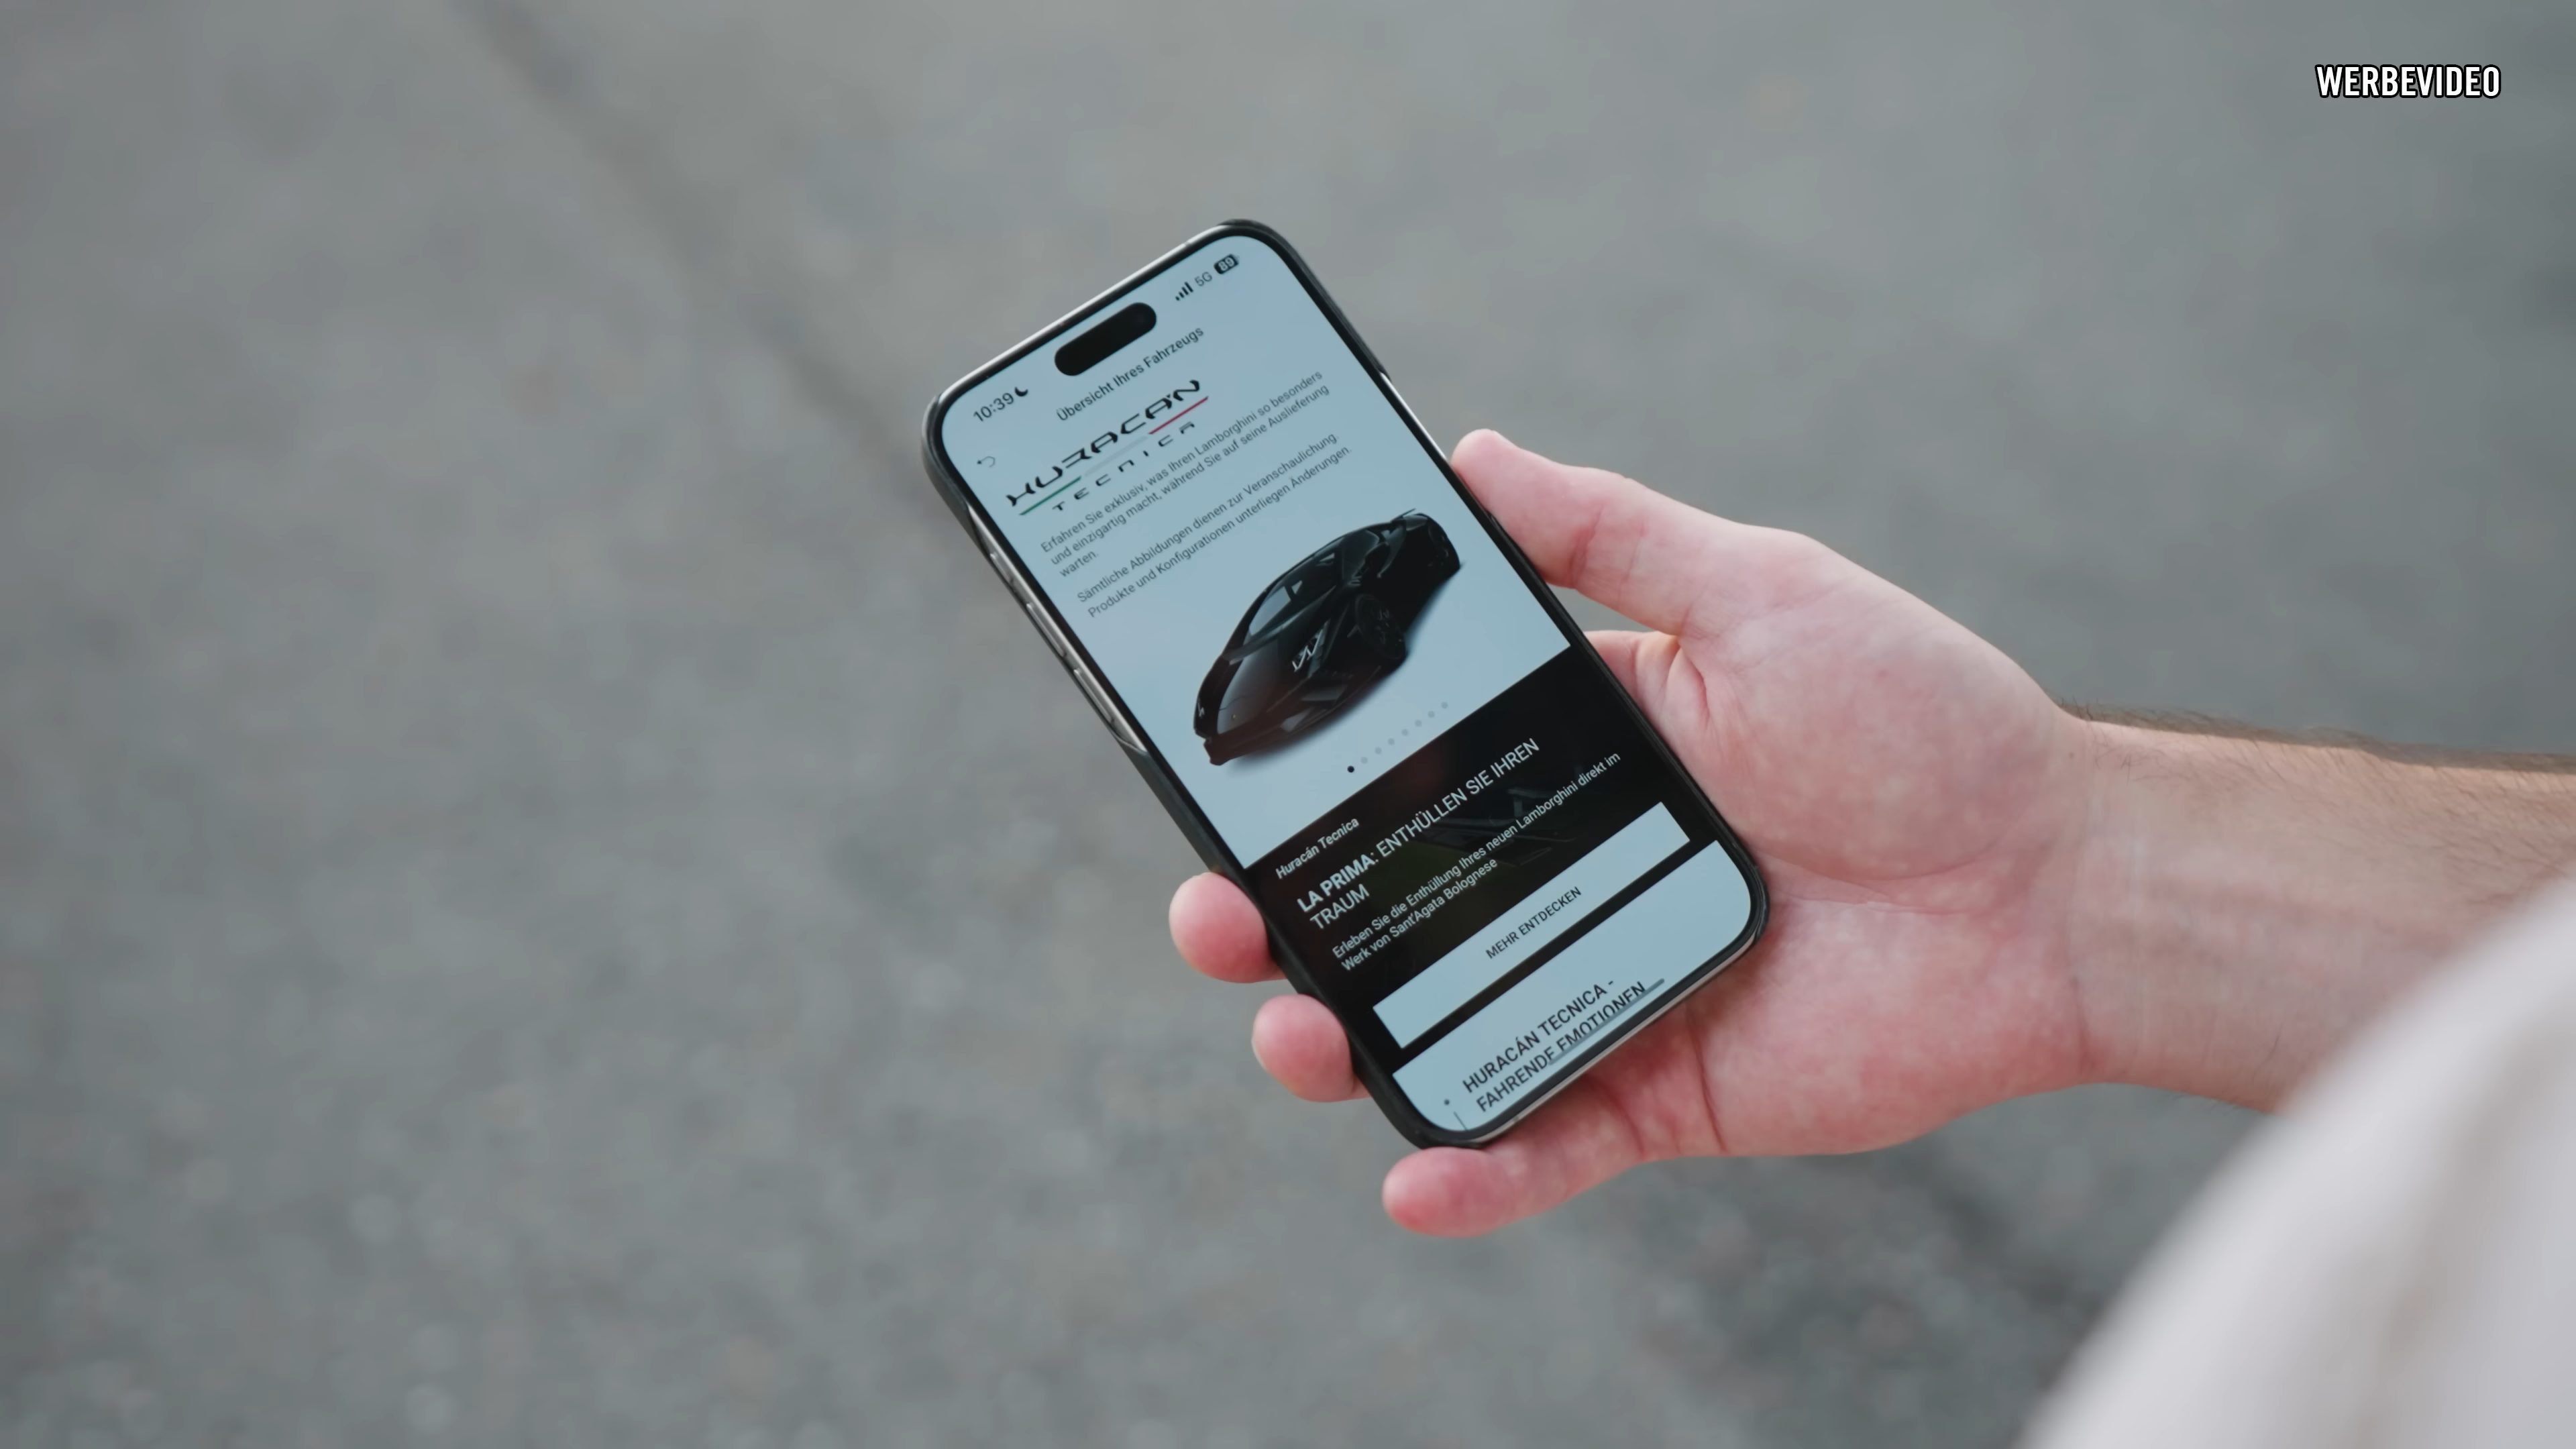 WERBEVIDEO
10:39
5G 89
Übersicht Ihres Fahrzeugs
HURACÁN
TECNICA
Erfahren Sie exklusiv, was Ihren Lamborghini so besonders
und einzigartig macht, während Sie auf seine Auslieferung
warten.
Sämtliche Abbildungen dienen zur Veranschaulichung.
Produkte und Konfigurationen unterliegen Änderungen.
Huracán Tecnica
LA PRIMA: ENTHÜLLEN SIE IHREN
TRAUM
Erleben Sie die Enthüllung Ihres neuen Lamborghini direkt im
Werk von Sant'Agata Bolognese
MEHR ENTDECKEN
HURACÁN TECNICA -
FAHRENDE EMOTIONEN